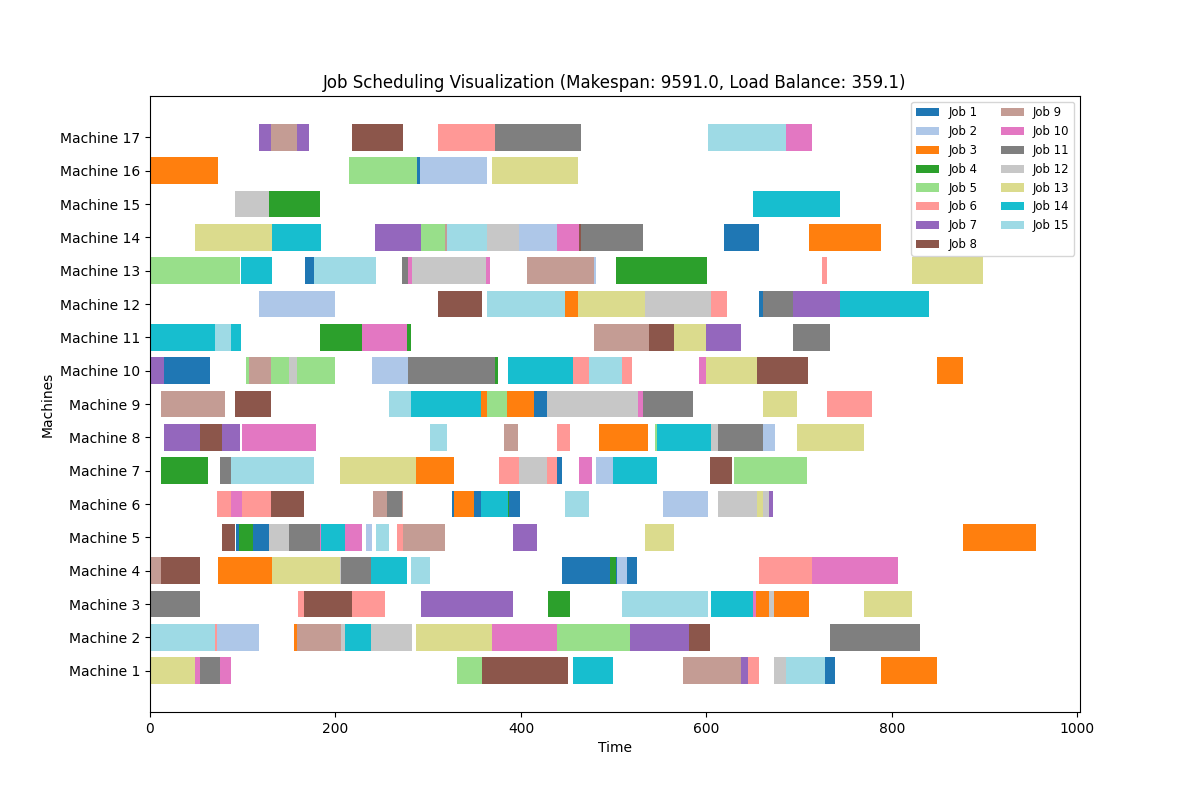 Job Scheduling Visualization (Makespan: 9591.0, Load Balance: 359.1)
Machine 17
Machine 16
Machine 15
Machine 14
Machine 13
Machine 12
Machine 11
Machine 10
Machine 9
Machine 8
Machine 7
Machine 6
Machine 5
Machine 4
Machine 3
Machine 2
Machine 1
Machines
0 200 400 600 800 1000
Time
Job 1 Job 9
Job 2 Job 10
Job 3 Job 11
Job 4 Job 12
Job 5 Job 13
Job 6 Job 14
Job 7 Job 15
Job 8